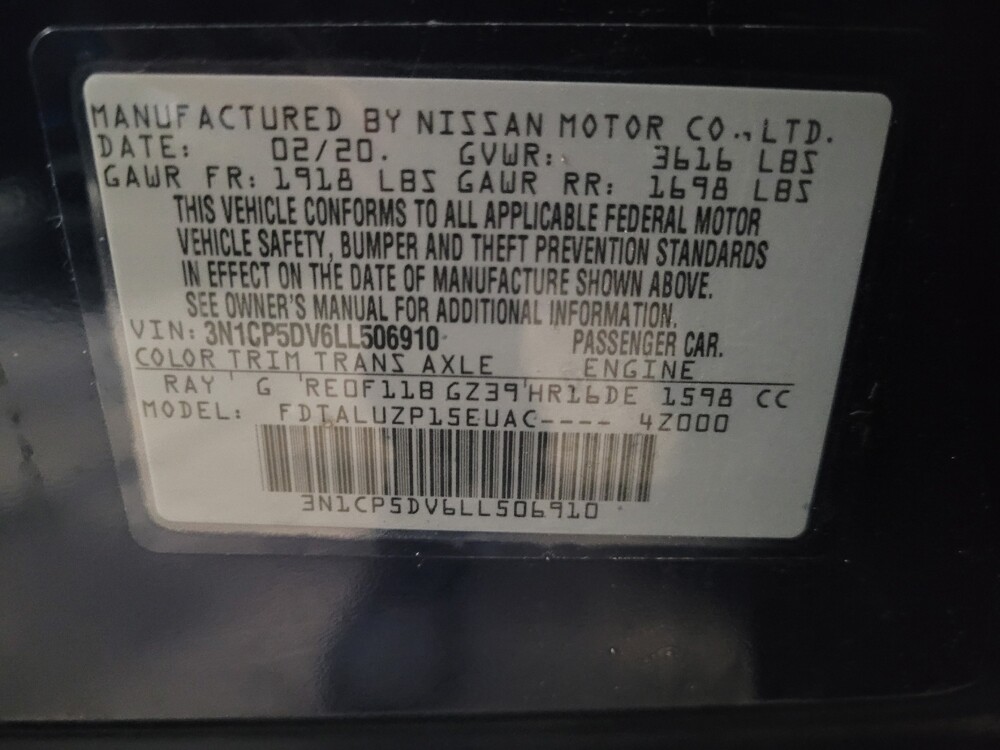 MANUFACTURED BY NISSAN MOTOR CO., LTD.
DATE: 02/20. GVWR: 3616 LBS
GAWR FR: 1918 LBS GAWR RR: 1698 LBS
THIS VEHICLE CONFORMS TO ALL APPLICABLE FEDERAL MOTOR
VEHICLE SAFETY, BUMPER AND THEFT PREVENTION STANDARDS
IN EFFECT ON THE DATE OF MANUFACTURE SHOWN ABOVE.
SEE OWNER'S MANUAL FOR ADDITIONAL INFORMATION.
VIN: 3N1CP5DV6LL506910 PASSENGER CAR.
COLOR TRIM TRANS AXLE ENGINE
RAY G RE0F11B GZ39 HR16DE 1598 CC
MODEL: FDTALUZP15EUAC---- 4Z000
3N1CP5DV6LL506910